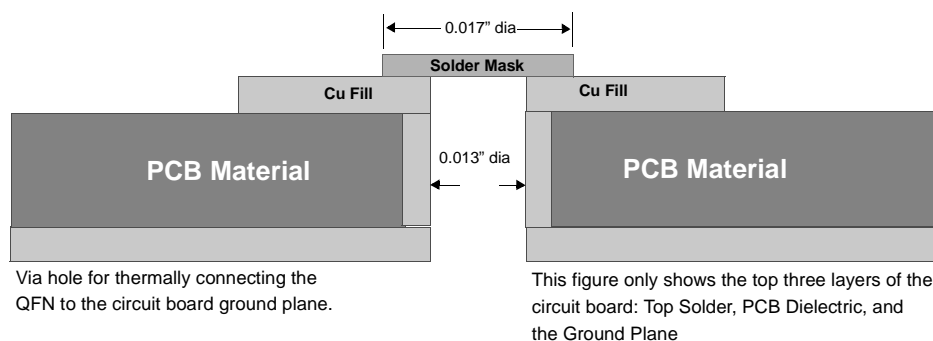 0.017” dia
Solder Mask
Cu Fill
Cu Fill
0.013” dia
PCB Material
PCB Material
Via hole for thermally connecting the
QFN to the circuit board ground plane.
This figure only shows the top three layers of the
circuit board: Top Solder, PCB Dielectric, and
the Ground Plane